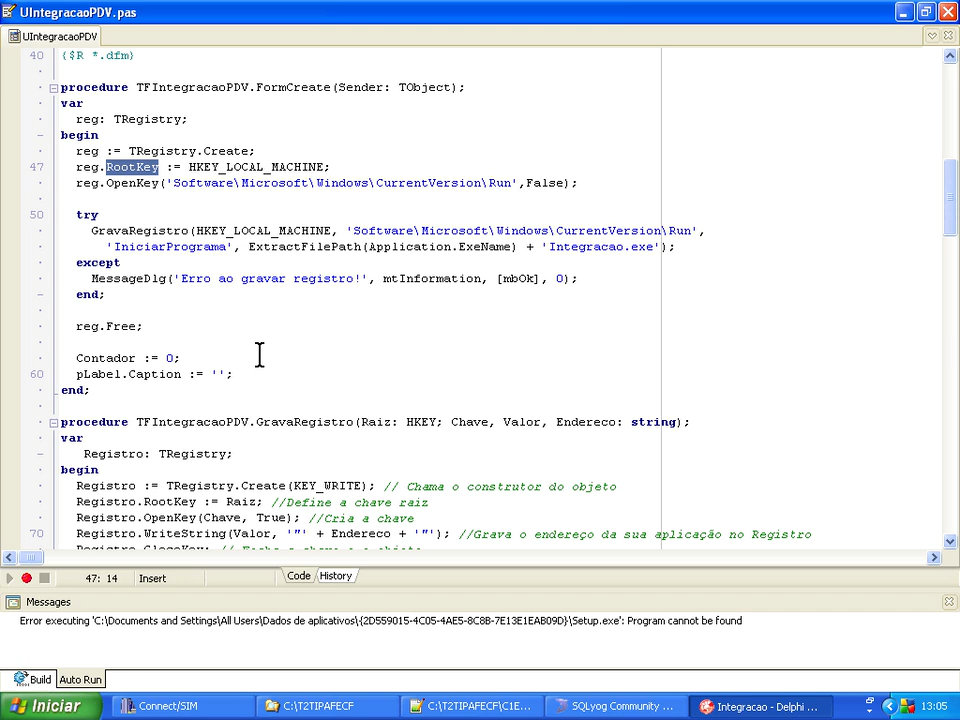 UIntegracaoPDV.pas
UIntegracaoPDV
40 {$R *.dfm}
procedure TFIntegracaoPDV.FormCreate(Sender: TObject);
var
reg: TRegistry;
begin
reg := TRegistry.Create;
47 reg.RootKey := HKEY_LOCAL_MACHINE;
reg.OpenKey('Software\Microsoft\Windows\CurrentVersion\Run',False);
50 try
GravaRegistro(HKEY_LOCAL_MACHINE, 'Software\Microsoft\Windows\CurrentVersion\Run',
'IniciarPrograma', ExtractFilePath(Application.ExeName) + 'Integracao.exe');
except
MessageDlg('Erro ao gravar registro!', mtInformation, [mbOk], 0);
end;
reg.Free;
Contador := 0;
60 pLabel.Caption := '';
end;
procedure TFIntegracaoPDV.GravaRegistro(Raiz: HKEY; Chave, Valor, Endereco: string);
var
Registro: TRegistry;
begin
Registro := TRegistry.Create(KEY_WRITE); // Chama o construtor do objeto
Registro.RootKey := Raiz; //Define a chave raiz
Registro.OpenKey(Chave, True); //Cria a chave
70 Registro.WriteString(Valor, '"' + Endereco + '"'); //Grava o endereço da sua aplicação no Registro
47: 14 Insert Code History
Messages
Error executing 'C:\Documents and Settings\All Users\Dados de aplicativos\{2D559015-4C05-4AE5-8C8B-7E13E1EAB09D}\Setup.exe': Program cannot be found
Build Auto Run
Iniciar Connect/SIM C:\T2TIPAFECF C:\T2TIPAFECF\C1E... SQLyog Community ... Integracao - Delphi ... 13:05